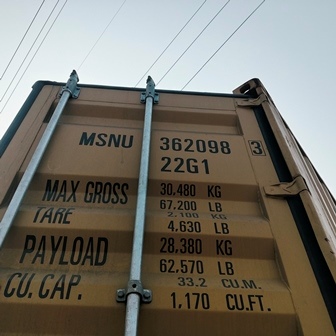 MSNU 362098 3
22G1
MAX GROSS 30.480 KG
67.200 LB
TARE 2.100 KG
4.630 LB
PAYLOAD 28.380 KG
62.570 LB
CU. CAP. 33.2 CU.M.
1.170 CU.FT.